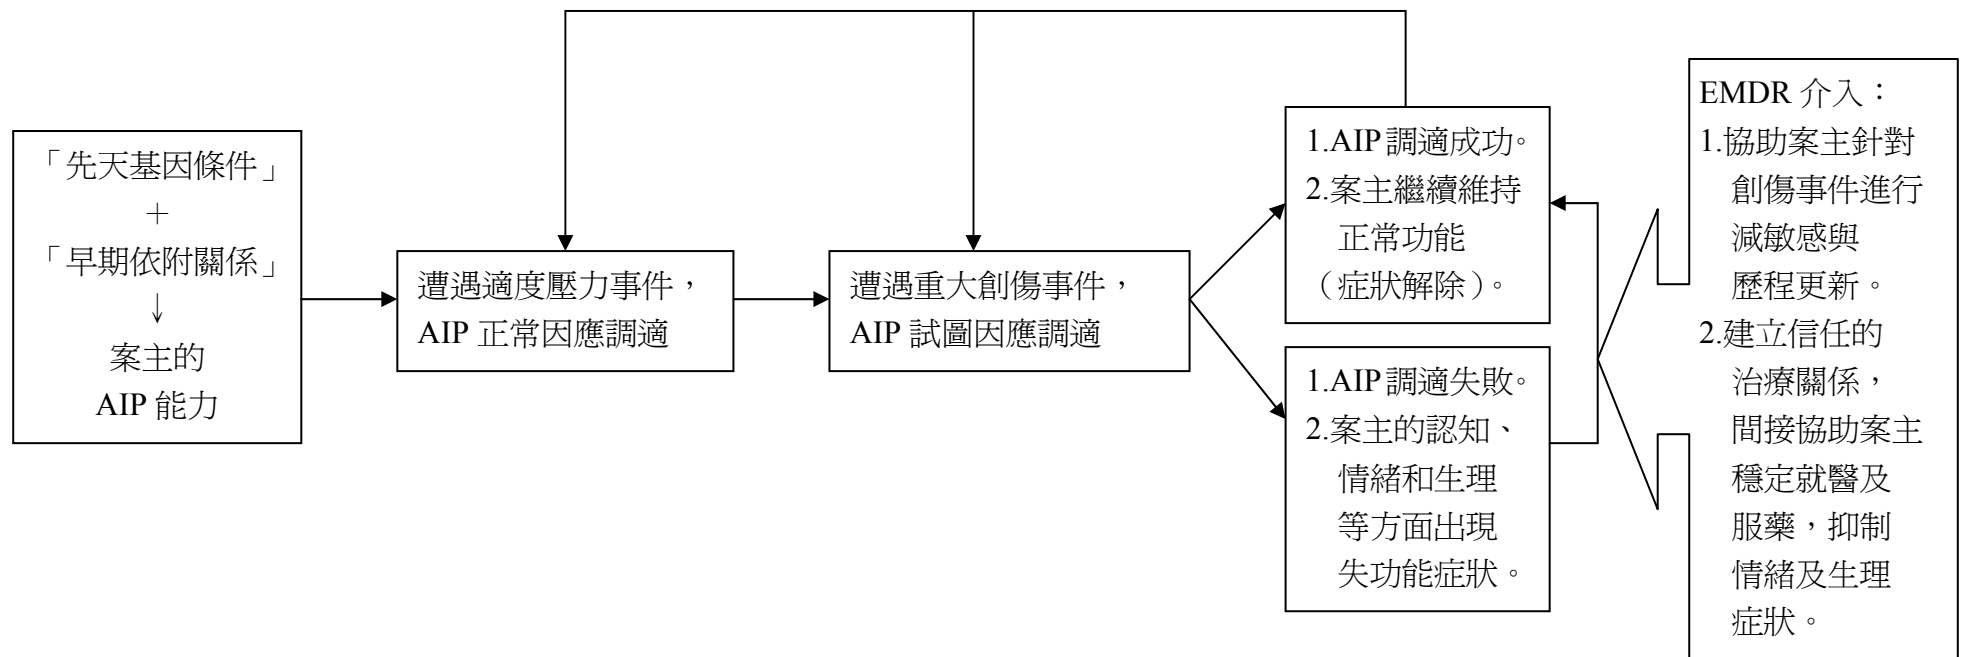 「先天基因條件」
＋
「早期依附關係」
↓
案主的
AIP 能力
遭遇適度壓力事件，
AIP 正常因應調適
遭遇重大創傷事件，
AIP 試圖因應調適
1.AIP 調適成功。
2.案主繼續維持
正常功能
（症狀解除）。
1.AIP 調適失敗。
2.案主的認知、
情緒和生理
等方面出現
失功能症狀。
EMDR 介入：
1.協助案主針對
創傷事件進行
減敏感與
歷程更新。
2.建立信任的
治療關係，
間接協助案主
穩定就醫及
服藥，抑制
情緒及生理
症狀。